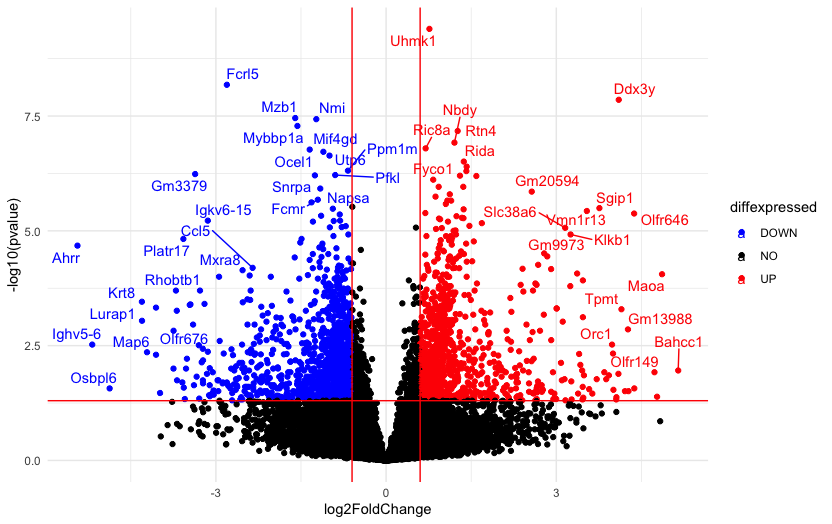 Uhmk1
Fcrl5
Ddx3y
Mzb1
Nmi
Nbdy
Mybbp1a
Mif4gd
Ric8a
Rtn4
Ocel1
Utp6
Ppm1m
Rida
Gm3379
Pfkl
Fyco1
Gm20594
Snrpa
Napsa
Igkv6-15
Fcmr
Slc38a6
Sgip1
Vmn1r13
Olfr646
Ccl5
Platr17
Klkb1
Ahrr
Mxra8
Gm9973
Rhobtb1
Maoa
Krt8
Tpmt
Lurap1
Gm13988
Ighv5-6
Map6
Olfr676
Orc1
Bahcc1
Osbpl6
Olfr149
7.5
5.0
2.5
0.0
-3
0
3
log2FoldChange
-log10(pvalue)
diffexpressed
a DOWN
a NO
a UP